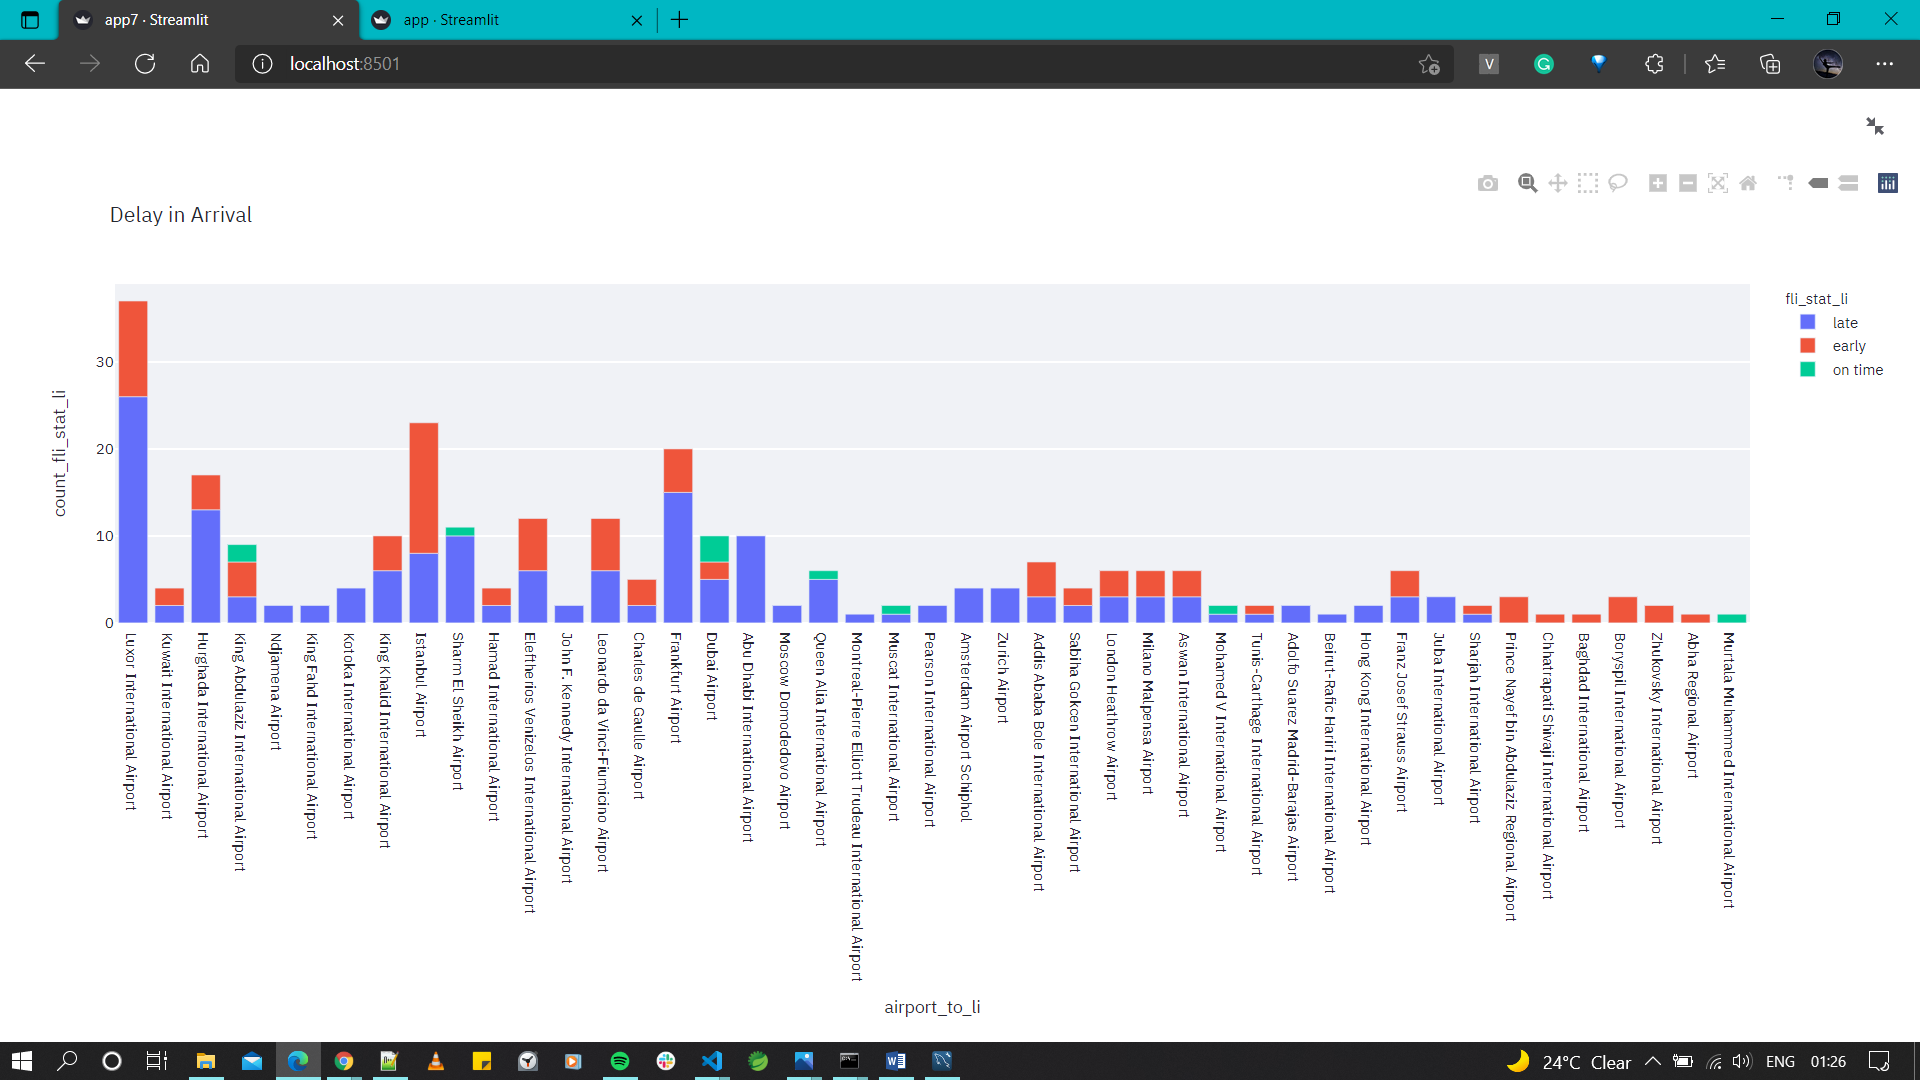 app7 · Streamlit
app · Streamlit
localhost:8501
V
Delay in Arrival
fli_stat_li
late
early
on time
count_fli_stat_li
30
20
10
0
Luxor International Airport
Kuwait International Airport
Hurghada International Airport
King Abdulaziz International Airport
Ndjamena Airport
King Fahd International Airport
Kotoka International Airport
King Khalid International Airport
Istanbul Airport
Sharm El Sheikh Airport
Hamad International Airport
Eleftherios Venizelos International Airport
John F. Kennedy International Airport
Leonardo da Vinci-Fiumicino Airport
Charles de Gaulle Airport
Frankfurt Airport
Dubai Airport
Abu Dhabi International Airport
Moscow Domodedovo Airport
Queen Alia International Airport
Montreal-Pierre Elliott Trudeau International Airport
Muscat International Airport
Pearson International Airport
Amsterdam Airport Schiphol
Zurich Airport
Addis Ababa Bole International Airport
Sabiha Gokcen International Airport
London Heathrow Airport
Milano Malpensa Airport
Aswan International Airport
Mohamed V International Airport
Tunis-Carthage International Airport
Adolfo Suarez Madrid-Barajas Airport
Beirut-Rafic Hariri International Airport
Hong Kong International Airport
Franz Josef Strauss Airport
Juba International Airport
Sharjah International Airport
Prince Nayef bin Abdulaziz Regional Airport
Chhatrapati Shivaji International Airport
Baghdad International Airport
Boryspil International Airport
Zhukovsky International Airport
Abha Regional Airport
Murtala Muhammed International Airport
airport_to_li
24°C Clear
ENG
01:26